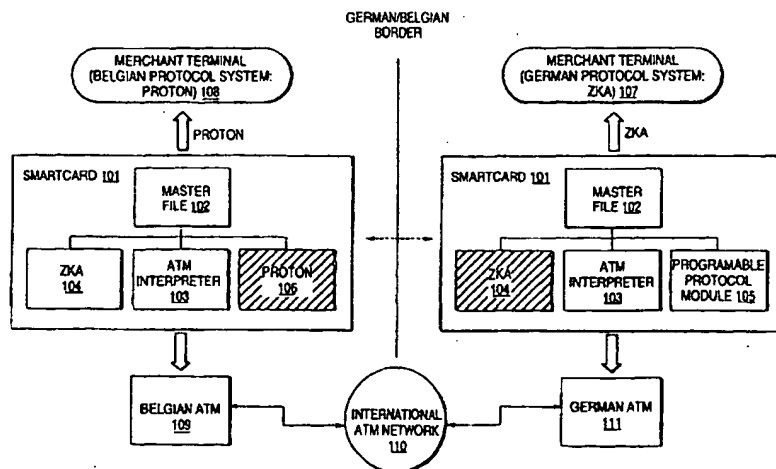 GERMAN/BELGIAN
BORDER
MERCHANT TERMINAL
(BELGIAN PROTOCOL SYSTEM:
PROTON) 108
MERCHANT TERMINAL
(GERMAN PROTOCOL SYSTEM:
ZKA) 107
PROTON
ZKA
SMARTCARD 101
MASTER
FILE 102
ZKA
104
ATM
INTERPRETER
103
PROTON
106
SMARTCARD 101
MASTER
FILE 102
ZKA
104
ATM
INTERPRETER
103
PROGRAMABLE
PROTOCOL
MODULE 105
BELGIAN ATM
109
INTERNATIONAL
ATM NETWORK
110
GERMAN ATM
111